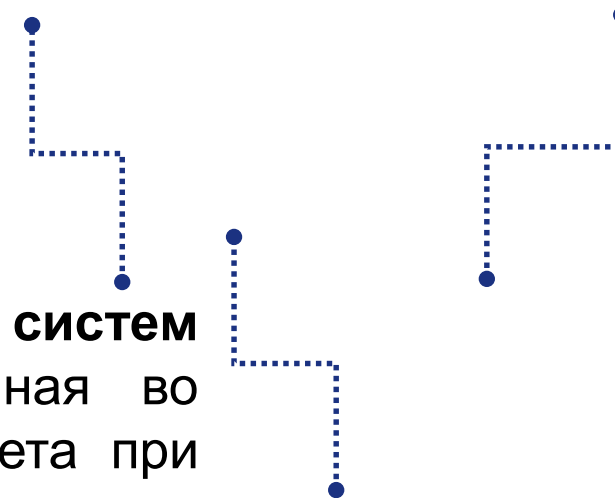 систем
ная во
ета при